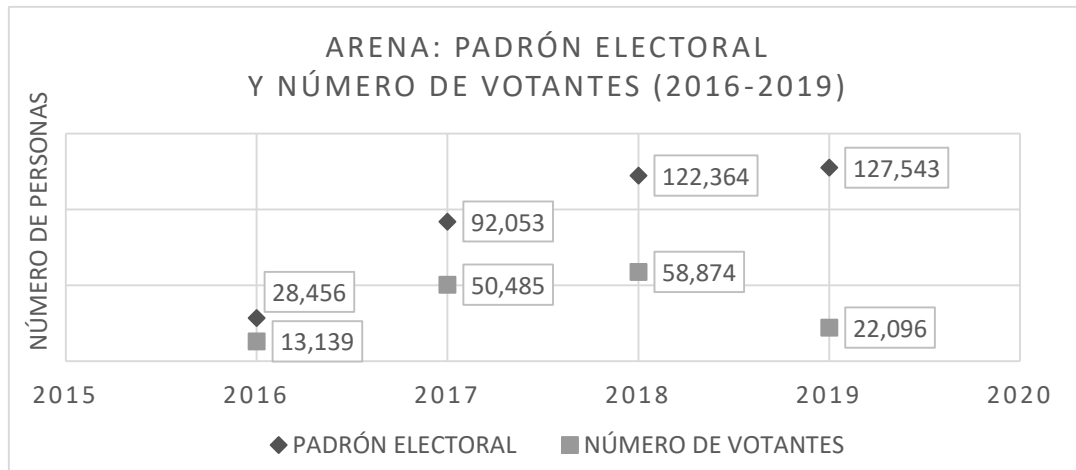 ARENA: PADRÓN ELECTORAL
Y NÚMERO DE VOTANTES (2016-2019)
NÚMERO DE PERSONAS
122,364
127,543
92,053
28,456
58,874
50,485
13,139
22,096
2015 2016 2017 2018 2019 2020
PADRÓN ELECTORAL NÚMERO DE VOTANTES